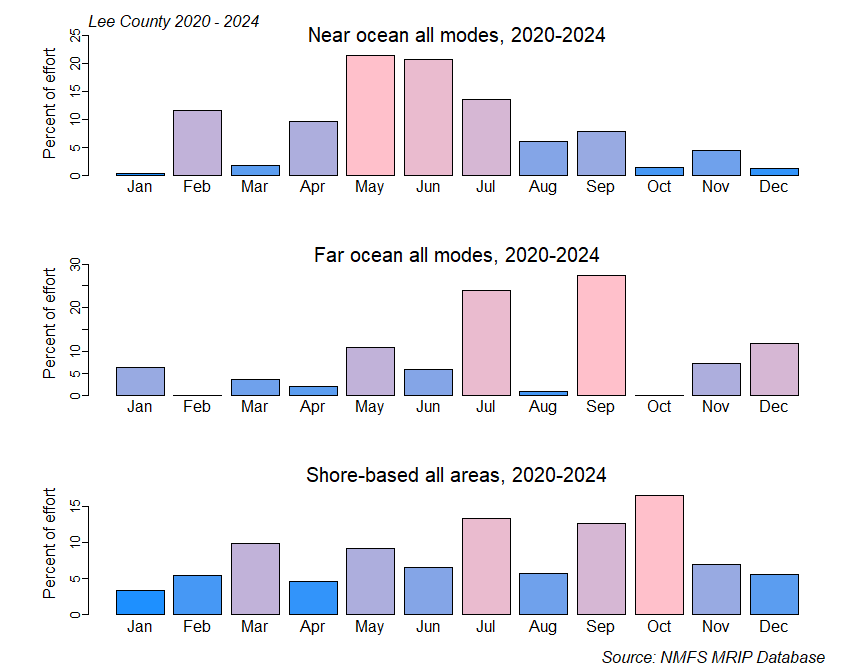 Lee County 2020 - 2024
Near ocean all modes, 2020-2024
Percent of effort
25
20
15
10
5
0
Jan Feb Mar Apr May Jun Jul Aug Sep Oct Nov Dec
Far ocean all modes, 2020-2024
Percent of effort
30
20
10
5
0
Jan Feb Mar Apr May Jun Jul Aug Sep Oct Nov Dec
Shore-based all areas, 2020-2024
Percent of effort
15
10
5
0
Jan Feb Mar Apr May Jun Jul Aug Sep Oct Nov Dec
Source: NMFS MRIP Database